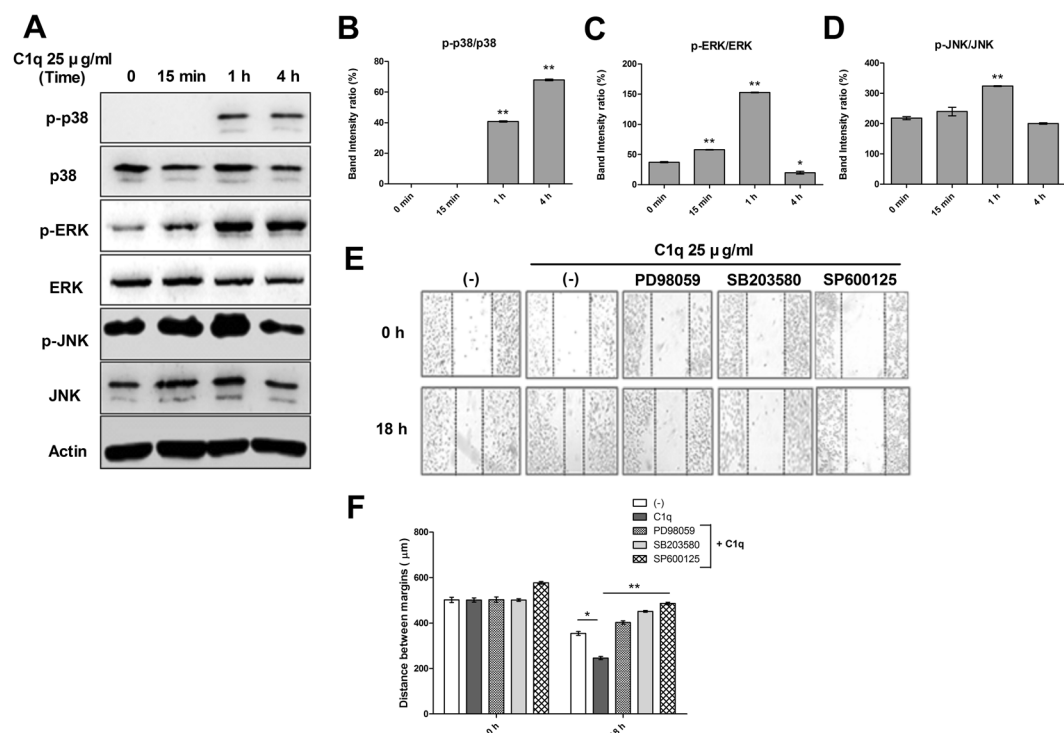 A
C1q 25 μg/ml
(Time)
0
15 min
1 h
4 h
p-p38
p38
p-ERK
ERK
p-JNK
JNK
Actin
B
p-p38/p38
Band Intensity ratio (%)
80
60
40
20
0
**
**
0 min
15 min
1 h
4 h
C
p-ERK/ERK
Band Intensity ratio (%)
200
150
100
50
0
**
**
*
0 min
15 min
1 h
4 h
D
p-JNK/JNK
Band Intensity ratio (%)
400
300
200
100
0
**
0 min
15 min
1 h
4 h
E
C1q 25 μg/ml
(-)
(-)
PD98059
SB203580
SP600125
0 h
18 h
F
(-)
C1q
PD98059
SB203580
SP600125
+ C1q
Distance between margins (μm)
800
600
400
200
0
*
**